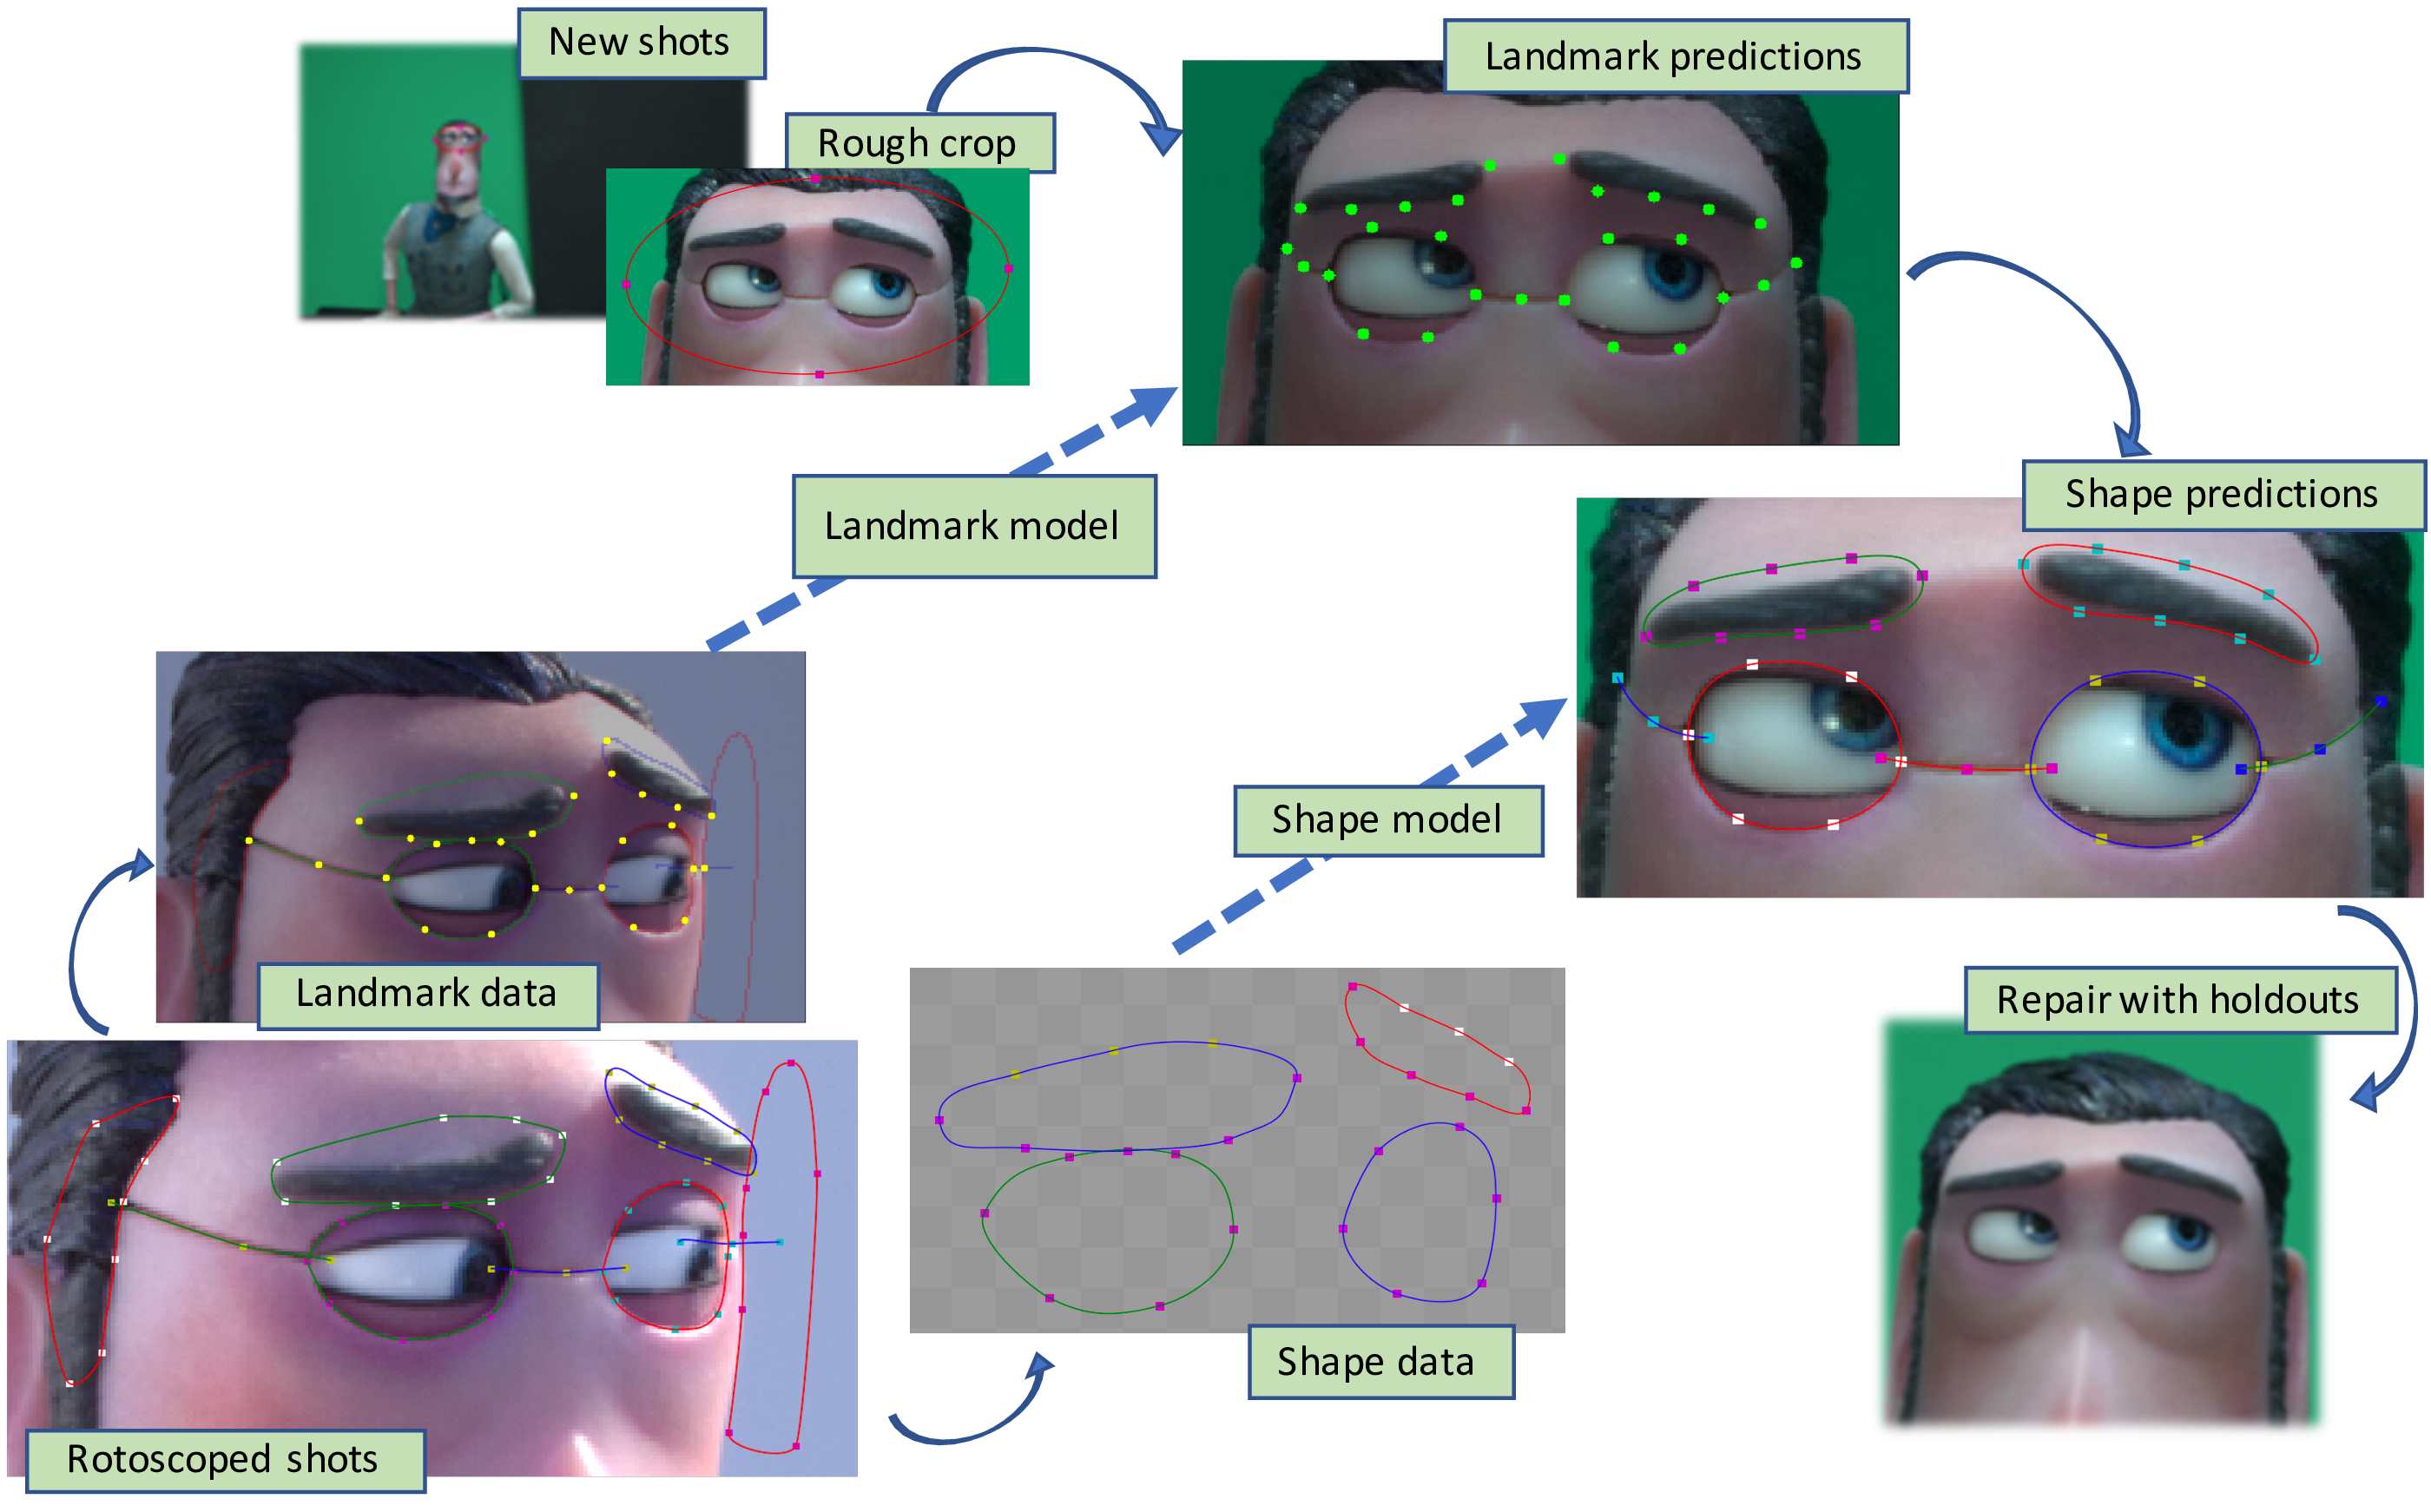 New shots
Rough crop
Landmark predictions
Landmark model
Shape predictions
Landmark data
Shape model
Repair with holdouts
Rotoscoped shots
Shape data